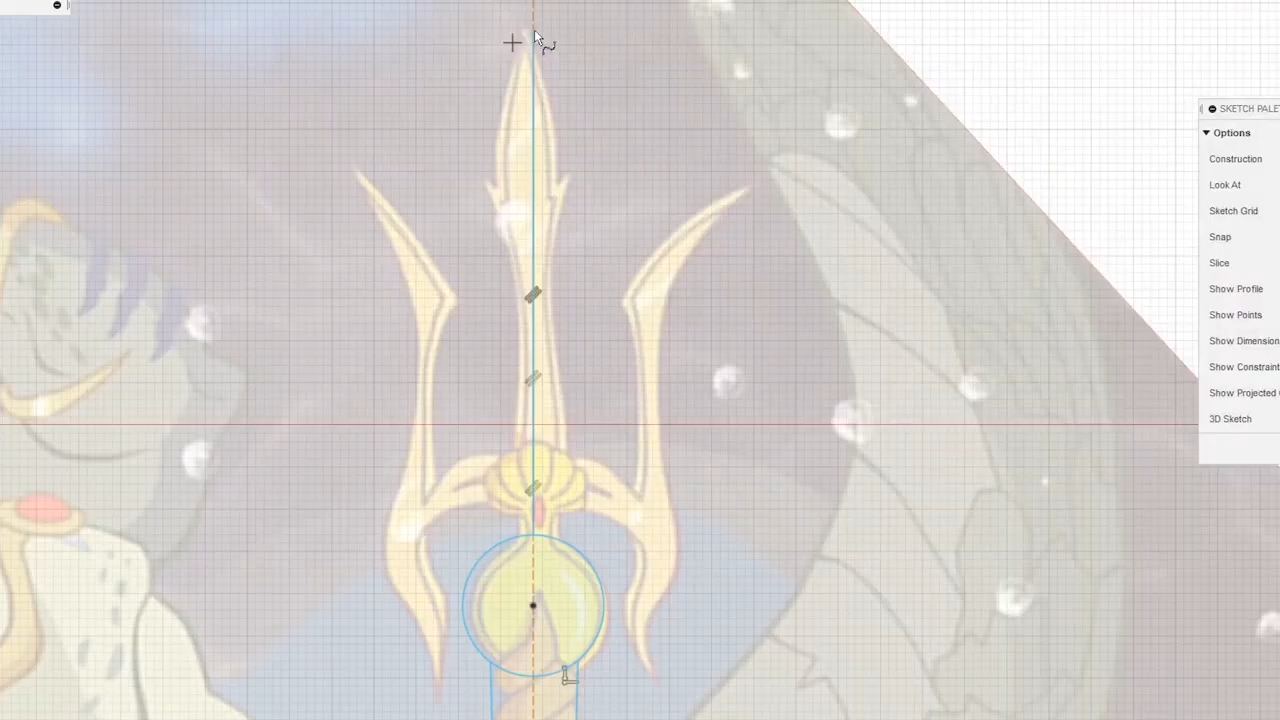 SKETCH PALE
Options
Construction
Look At
Sketch Grid
Snap
Slice
Show Profile
Show Points
Show Dimension
Show Constraint
Show Projected
3D Sketch